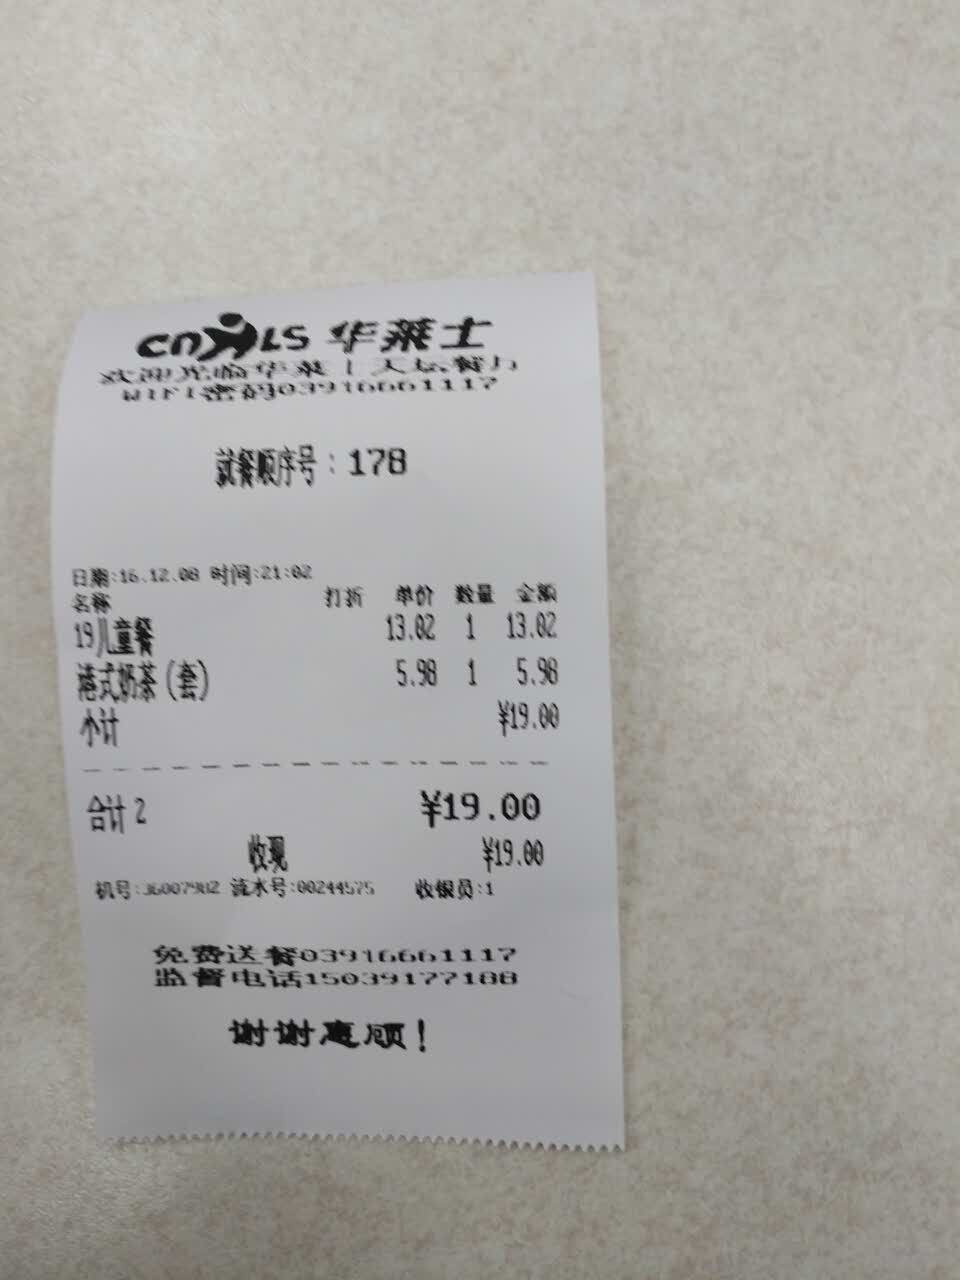 CNHLS 华莱士
欢迎光临华莱士天坛餐厅
WIFI密码03916661117
就餐顺序号：178
日期:16.12.08 时间:21:02
名称 打折 单价 数量 金额
19儿童餐 13.02 1 13.02
港式奶茶(套) 5.98 1 5.98
小计 ¥19.00
合计 2 ¥19.00
收现 ¥19.00
机号:36007902 流水号:00244575 收银员:1
免费送餐03916661117
监督电话15039177188
谢谢惠顾！